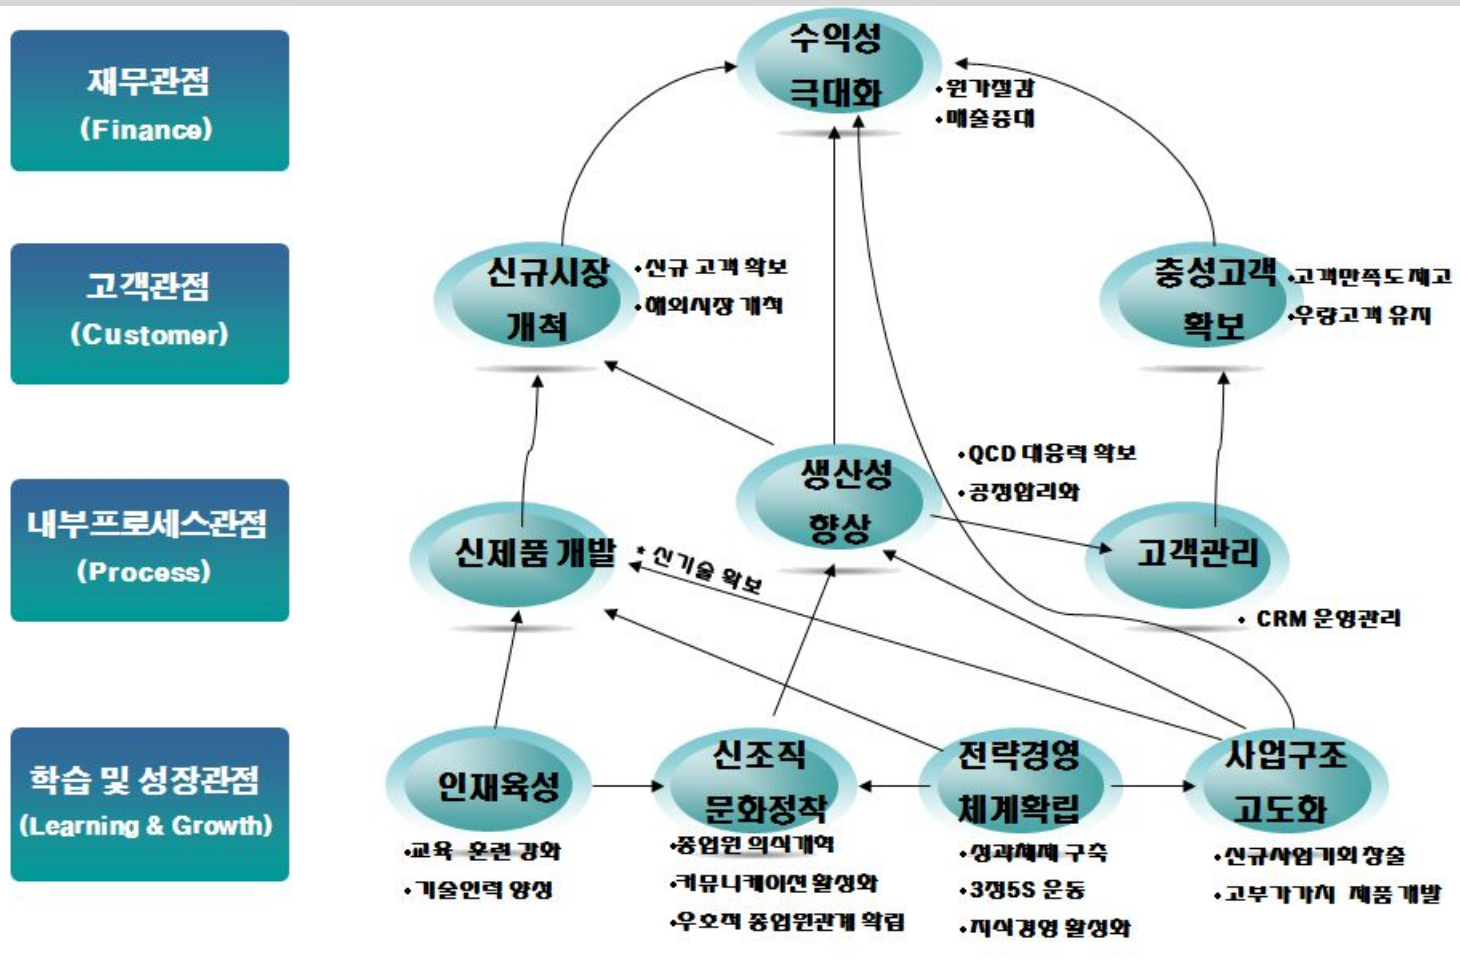 재무관점
(Finance)
수익성
극대화
•원가절감
•매출증대
고객관점
(Customer)
신규시장
개척
•신규 고객 확보
•해외시장 개척
충성고객
확보
•고객만족도 제고
•우량고객 유지
내부프로세스관점
(Process)
신제품 개발
* 신기술 확보
생산성
향상
•QCD 대응력 확보
•공정합리화
고객관리
• CRM 운영관리
학습 및 성장관점
(Learning & Growth)
인재육성
•교육 훈련 강화
•기술인력 양성
신조직
문화정착
•종업원 의식개혁
•커뮤니케이션 활성화
•우호적 종업원관계 확립
전략경영
체계확립
•성과체제 구축
•3정5S 운동
•지식경영 활성화
사업구조
고도화
•신규사업기회 창출
•고부가가치 제품 개발